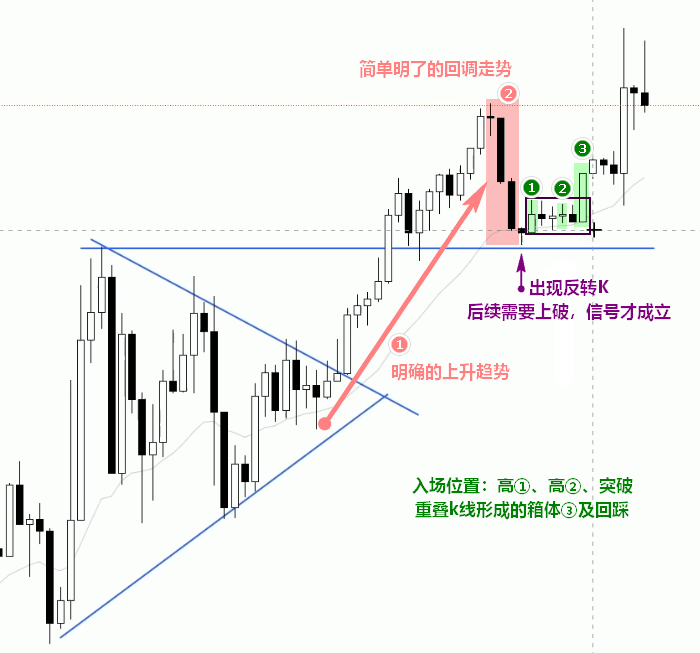 简单明了的回调走势
②
③
① ②
出现反转K
后续需要上破，信号才成立
①
明确的上升趋势
入场位置：高①、高②、突破
重叠k线形成的箱体③及回踩